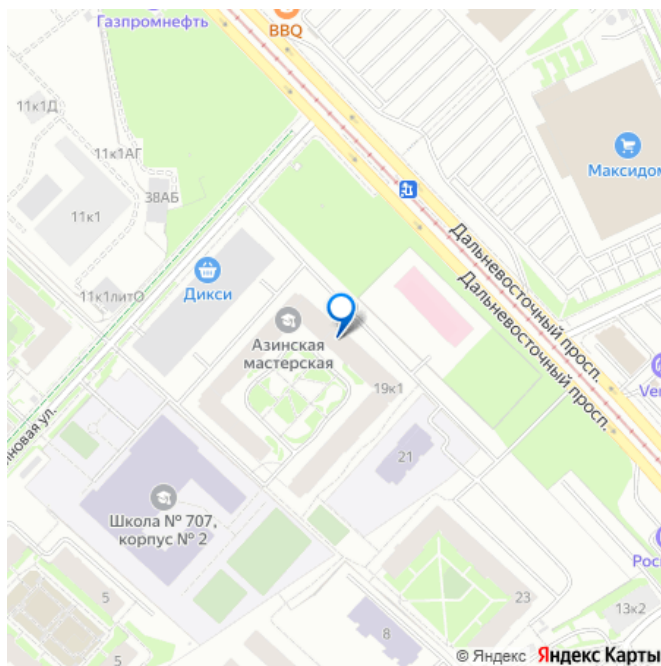 Газпромнефть
BBQ
11к1Д
11к1АГ
38АБ
11к1
11к1литО
Максидом
Дальневосточный просп.
Дальневосточный просп.
Дикси
Азинская
мастерская
19к1
21
Школа № 707,
корпус № 2
5
5
8
23
13к2
© Яндекс Яндекс Карты